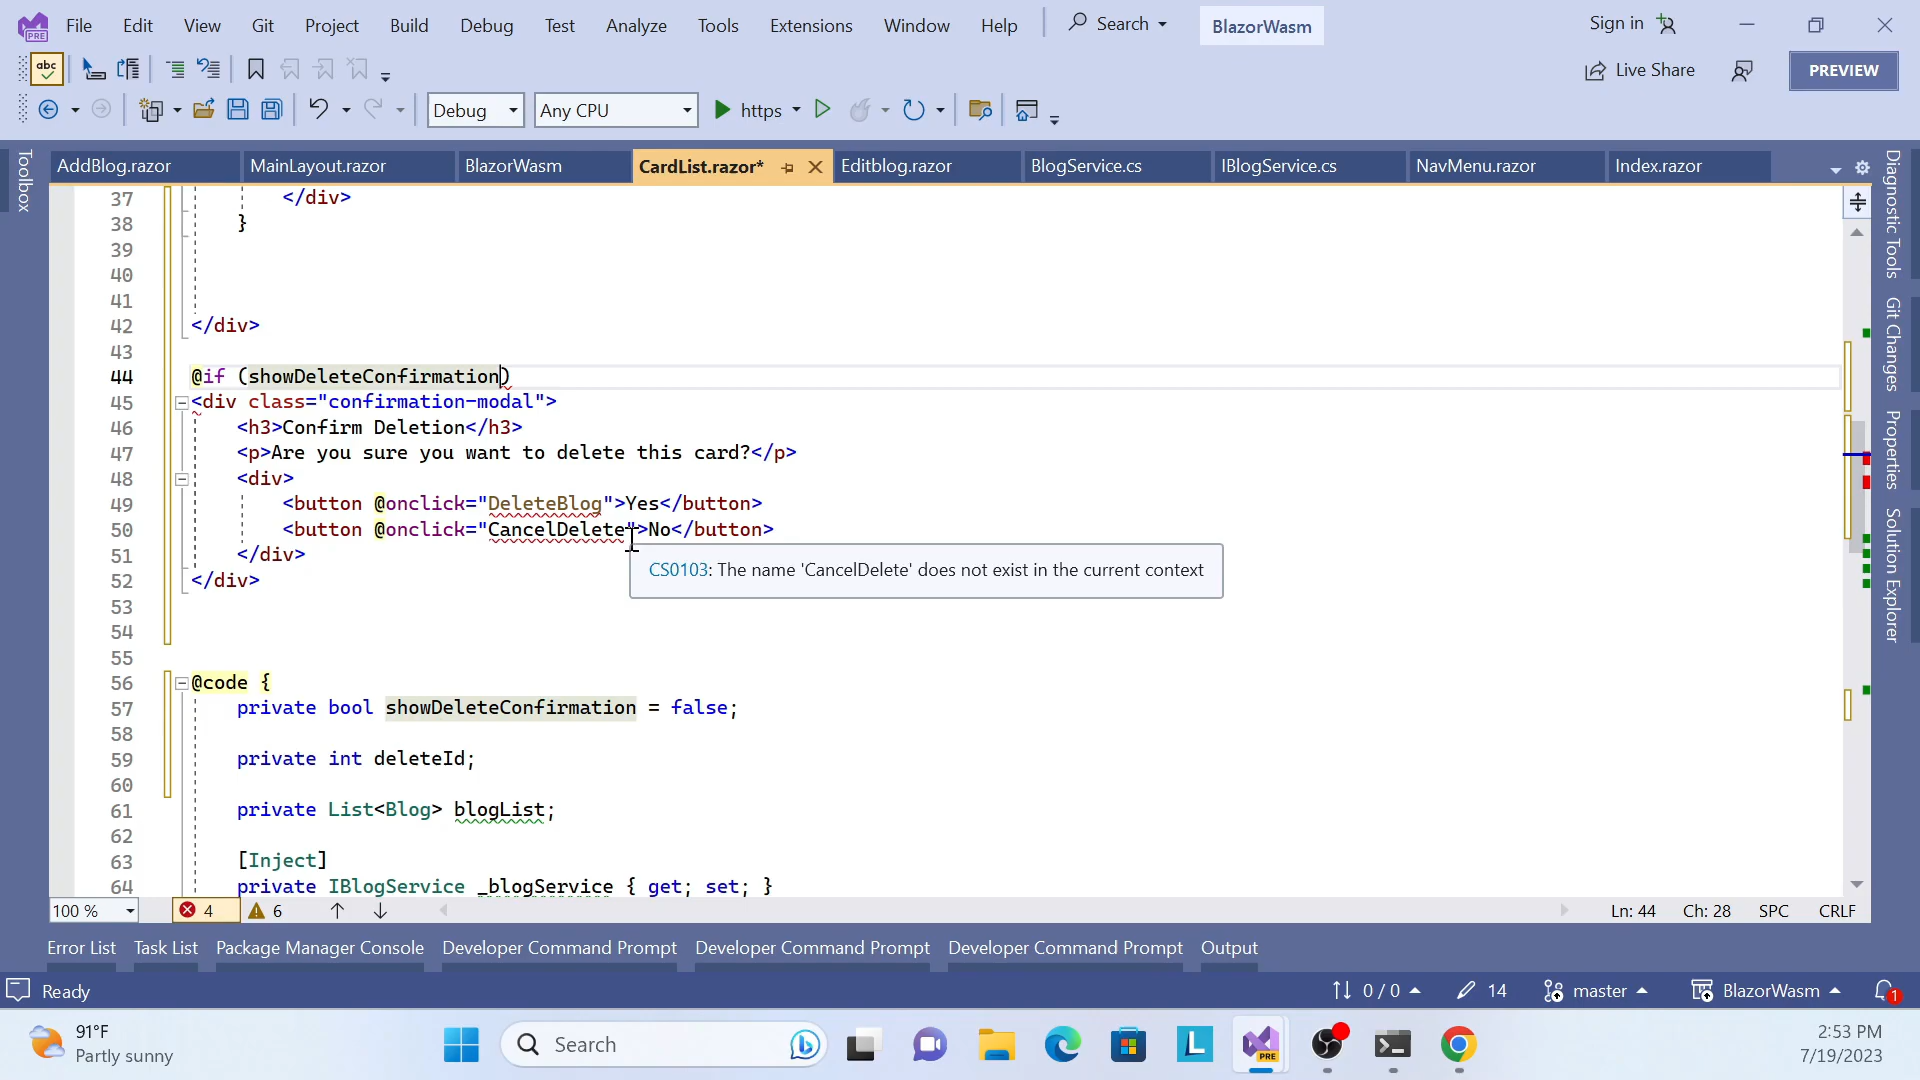 File Edit View Git Project Build Debug Test Analyze Tools Extensions Window Help Search BlazorWasm Sign in
PRE
abc
Live Share PREVIEW
Debug Any CPU https
Toolbox
AddBlog.razor MainLayout.razor BlazorWasm CardList.razor* Editblog.razor BlogService.cs IBlogService.cs NavMenu.razor Index.razor
37 </div>
38 }
39
40
41
42 </div>
43
44 @if (showDeleteConfirmation)
45 <div class="confirmation-modal">
46 <h3>Confirm Deletion</h3>
47 <p>Are you sure you want to delete this card?</p>
48 <div>
49 <button @onclick="DeleteBlog">Yes</button>
50 <button @onclick="CancelDelete">No</button>
51 </div>
52 </div>
CS0103: The name 'CancelDelete' does not exist in the current context
53
54
55
56 @code {
57 private bool showDeleteConfirmation = false;
58
59 private int deleteId;
60
61 private List<Blog> blogList;
62
63 [Inject]
64 private IBlogService _blogService { get; set; }
Diagnostic Tools
Git Changes
Properties
Solution Explorer
100 % 4 6 Ln: 44 Ch: 28 SPC CRLF
Error List Task List Package Manager Console Developer Command Prompt Developer Command Prompt Developer Command Prompt Output
Ready 0 / 0 14 master BlazorWasm 1
91°F
Partly sunny
Search
L
PRE
2:53 PM
7/19/2023